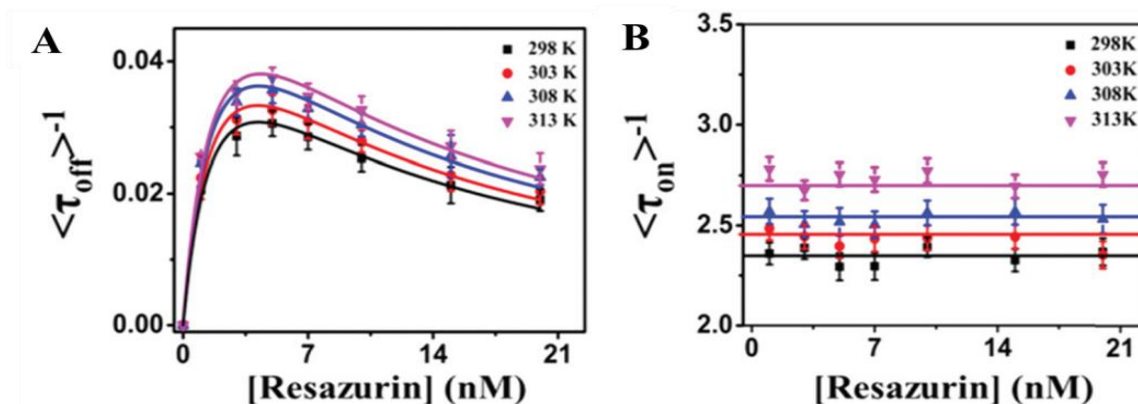 A
298 K
303 K
308 K
313 K
0.04
0.02
0.00
<τoff>-1
0
7
14
21
[Resazurin] (nM)
B
298K
303K
308K
313K
3.5
3.0
2.5
2.0
<τon>-1
0
7
14
21
[Resazurin] (nM)